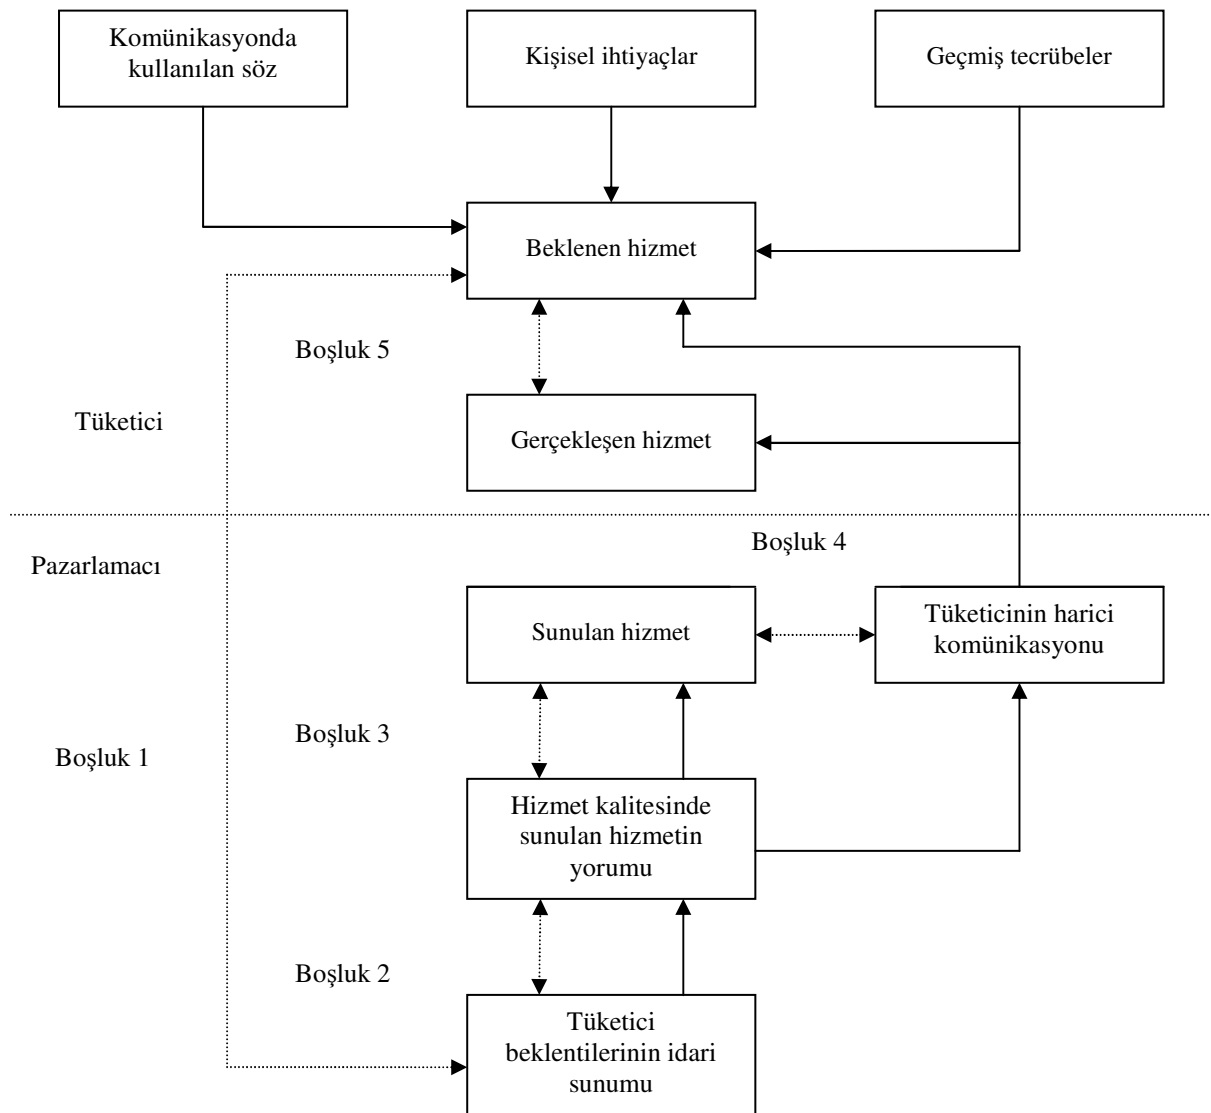 Komünikasyonda
kullanılan söz
Kişisel ihtiyaçlar
Geçmiş tecrübeler
Beklenen hizmet
Boşluk 5
Tüketici
Gerçekleşen hizmet
Boşluk 4
Pazarlamacı
Sunulan hizmet
Tüketicinin harici
komünikasyonu
Boşluk 3
Boşluk 1
Hizmet kalitesinde
sunulan hizmetin
yorumu
Boşluk 2
Tüketici
beklentilerinin idari
sunumu